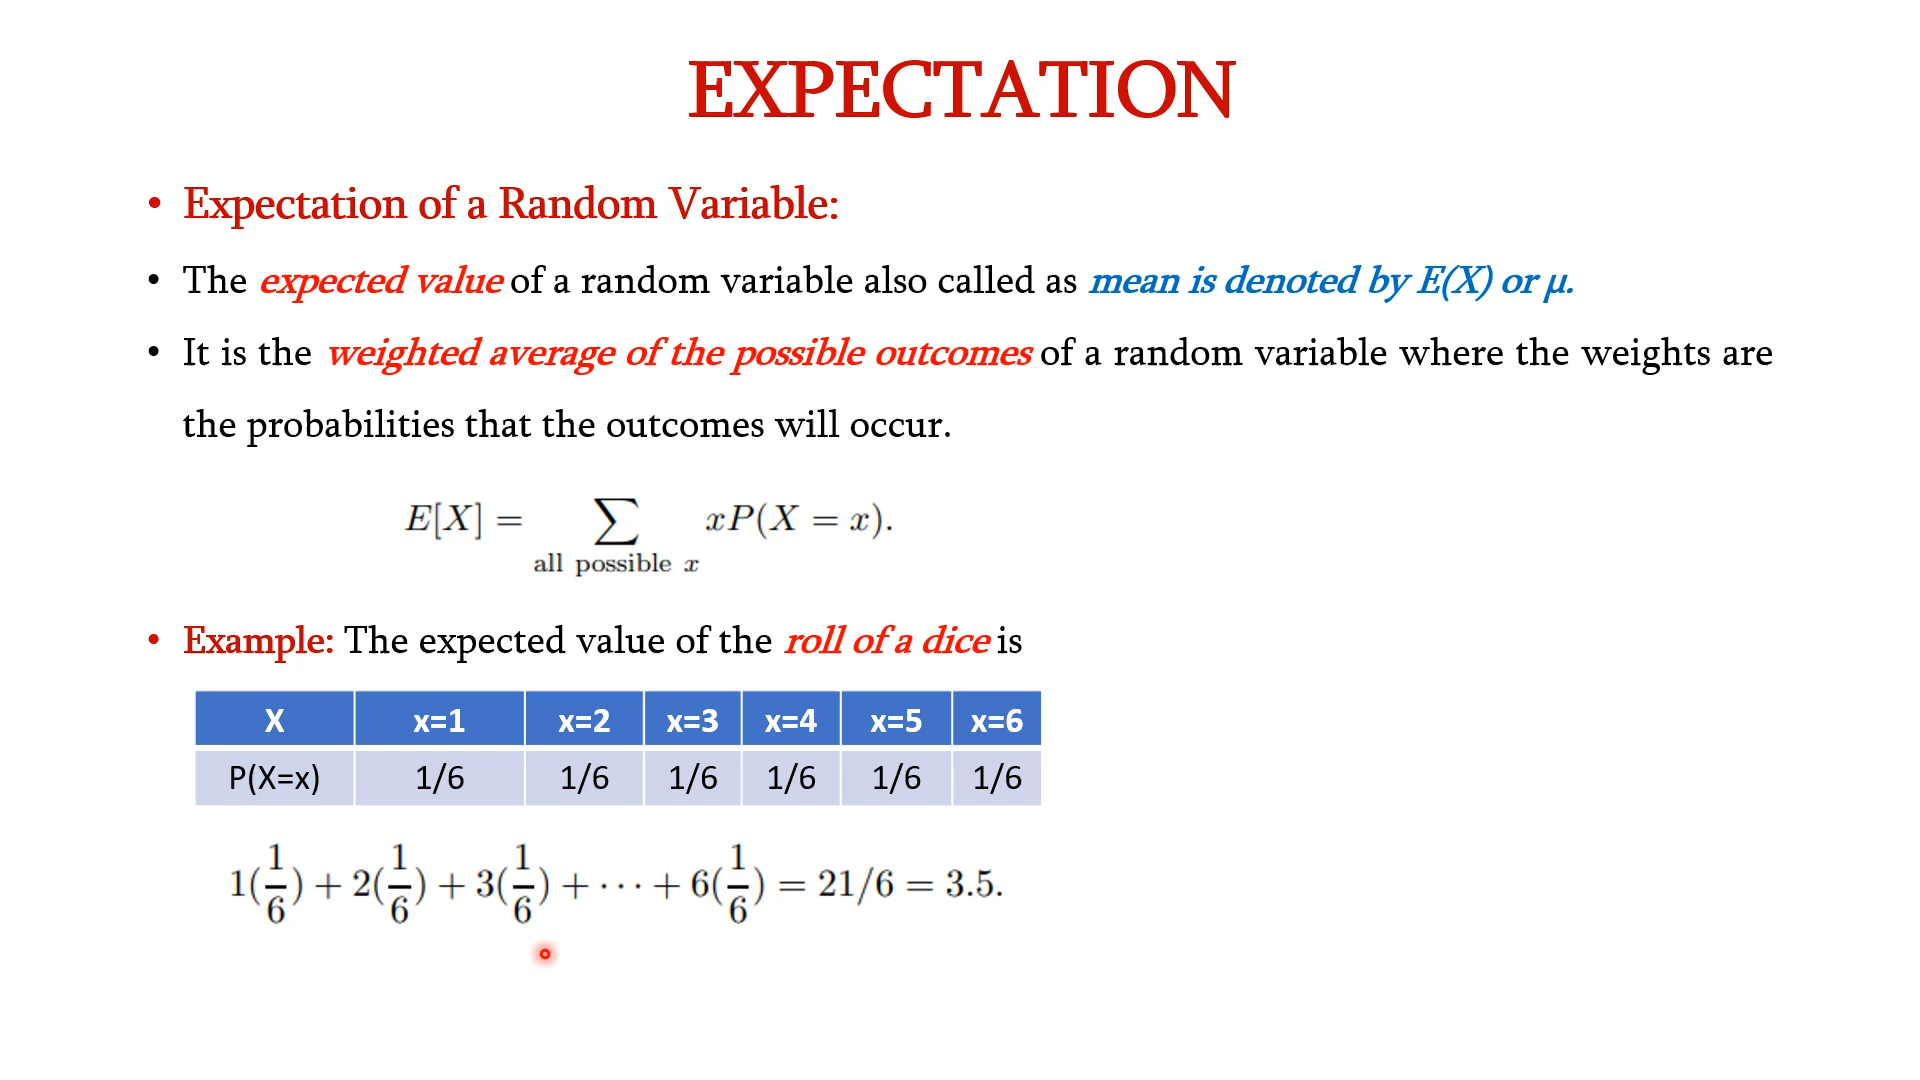 EXPECTATION
• Expectation of a Random Variable:
• The expected value of a random variable also called as mean is denoted by E(X) or μ.
• It is the weighted average of the possible outcomes of a random variable where the weights are
the probabilities that the outcomes will occur.
E[X] = ∑ xP(X = x).
all possible x
• Example: The expected value of the roll of a dice is
X x=1 x=2 x=3 x=4 x=5 x=6
P(X=x) 1/6 1/6 1/6 1/6 1/6 1/6
1(1/6) + 2(1/6) + 3(1/6) + ··· + 6(1/6) = 21/6 = 3.5.